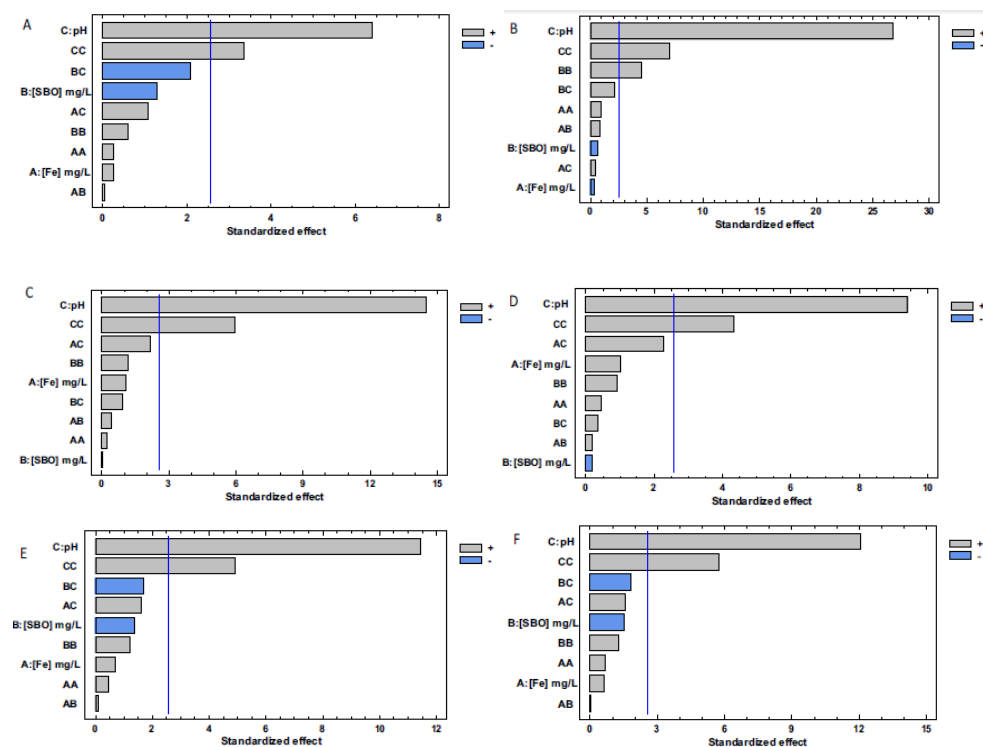 A
C:pH
CC
BC
B:[SBO] mg/L
AC
BB
AA
A:[Fe] mg/L
AB
0 2 4 6 8
Standardized effect
+
-
B
C:pH
CC
BB
BC
AA
AB
B:[SBO] mg/L
AC
A:[Fe] mg/L
0 5 10 15 20 25 30
Standardized effect
+
-
C
C:pH
CC
AC
BB
A:[Fe] mg/L
BC
AB
AA
B:[SBO] mg/L
0 3 6 9 12 15
Standardized effect
+
-
D
C:pH
CC
AC
A:[Fe] mg/L
BB
AA
BC
AB
B:[SBO] mg/L
0 2 4 6 8 10
Standardized effect
+
-
E
C:pH
CC
BC
AC
B:[SBO] mg/L
BB
A:[Fe] mg/L
AA
AB
0 2 4 6 8 10 12
Standardized effect
+
-
F
C:pH
CC
BC
AC
B:[SBO] mg/L
BB
AA
A:[Fe] mg/L
AB
0 3 6 9 12 15
Standardized effect
+
-